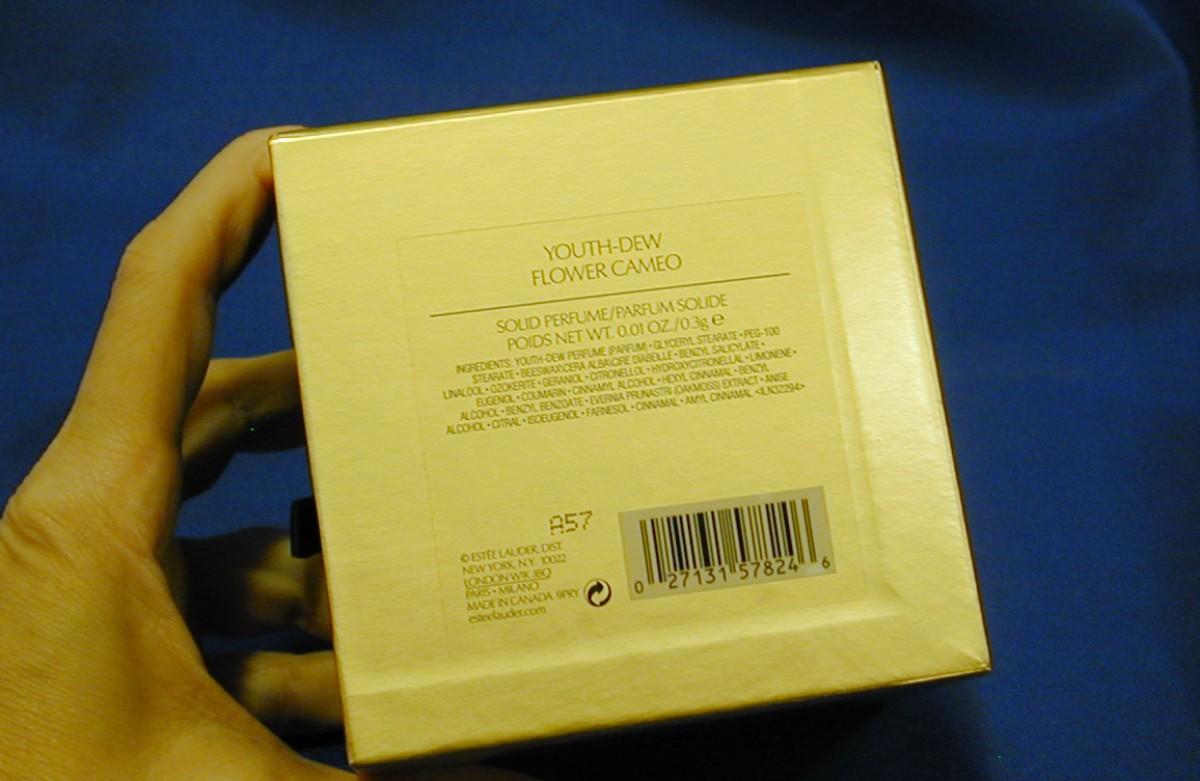 YOUTH-DEW
FLOWER CAMEO
SOLID PERFUME/PARFUM SOLIDE
POIDS NET WT. 0.01 OZ./0.3g ℮
INGREDIENTS: YOUTH-DEW PERFUME (PARFUM) • GLYCERYL STEARATE • PEG-100
STEARATE • BEESWAX\CERA ALBA\CIRE D'ABEILLE • BENZYL SALICYLATE •
LINALOOL • OZOKERITE • GERANIOL • CITRONELLOL • HYDROXYCITRONELLAL • LIMONENE •
EUGENOL • COUMARIN • CINNAMYL ALCOHOL • HEXYL CINNAMAL • BENZYL
ALCOHOL • BENZYL BENZOATE • EVERNIA PRUNASTRI (OAKMOSS) EXTRACT • ANISE
ALCOHOL • CITRAL • ISOEUGENOL • FARNESOL • CINNAMAL • AMYL CINNAMAL <ILN32294>
A57
© ESTÉE LAUDER, DIST.
NEW YORK, N.Y. 10022
LONDON W1K 3BQ
PARIS • MILANO
MADE IN CANADA 9PRY
esteelauder.com
0 27131 57824 6